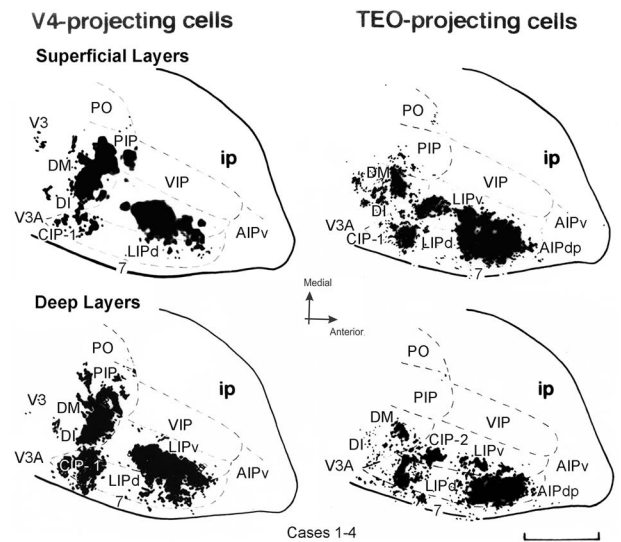 V4-projecting cells
TEO-projecting cells
Superficial Layers
PO
V3
PIP
ip
DM
VIP
DI
V3A
CIP-1
LIPd
AIPv
7
PO
PIP
ip
DM
VIP
DI
LIPv
V3A
CIP-1
LIPd
AIPv
AIPdp
7
Deep Layers
Medial
Anterior
PO
PIP
ip
V3
DM
VIP
DI
LIPv
V3A
CIP-1
LIPd
AIPv
7
PO
PIP
ip
DM
VIP
DI
CIP-2
LIPv
V3A
AIPv
LIPd
AIPdp
7
Cases 1-4